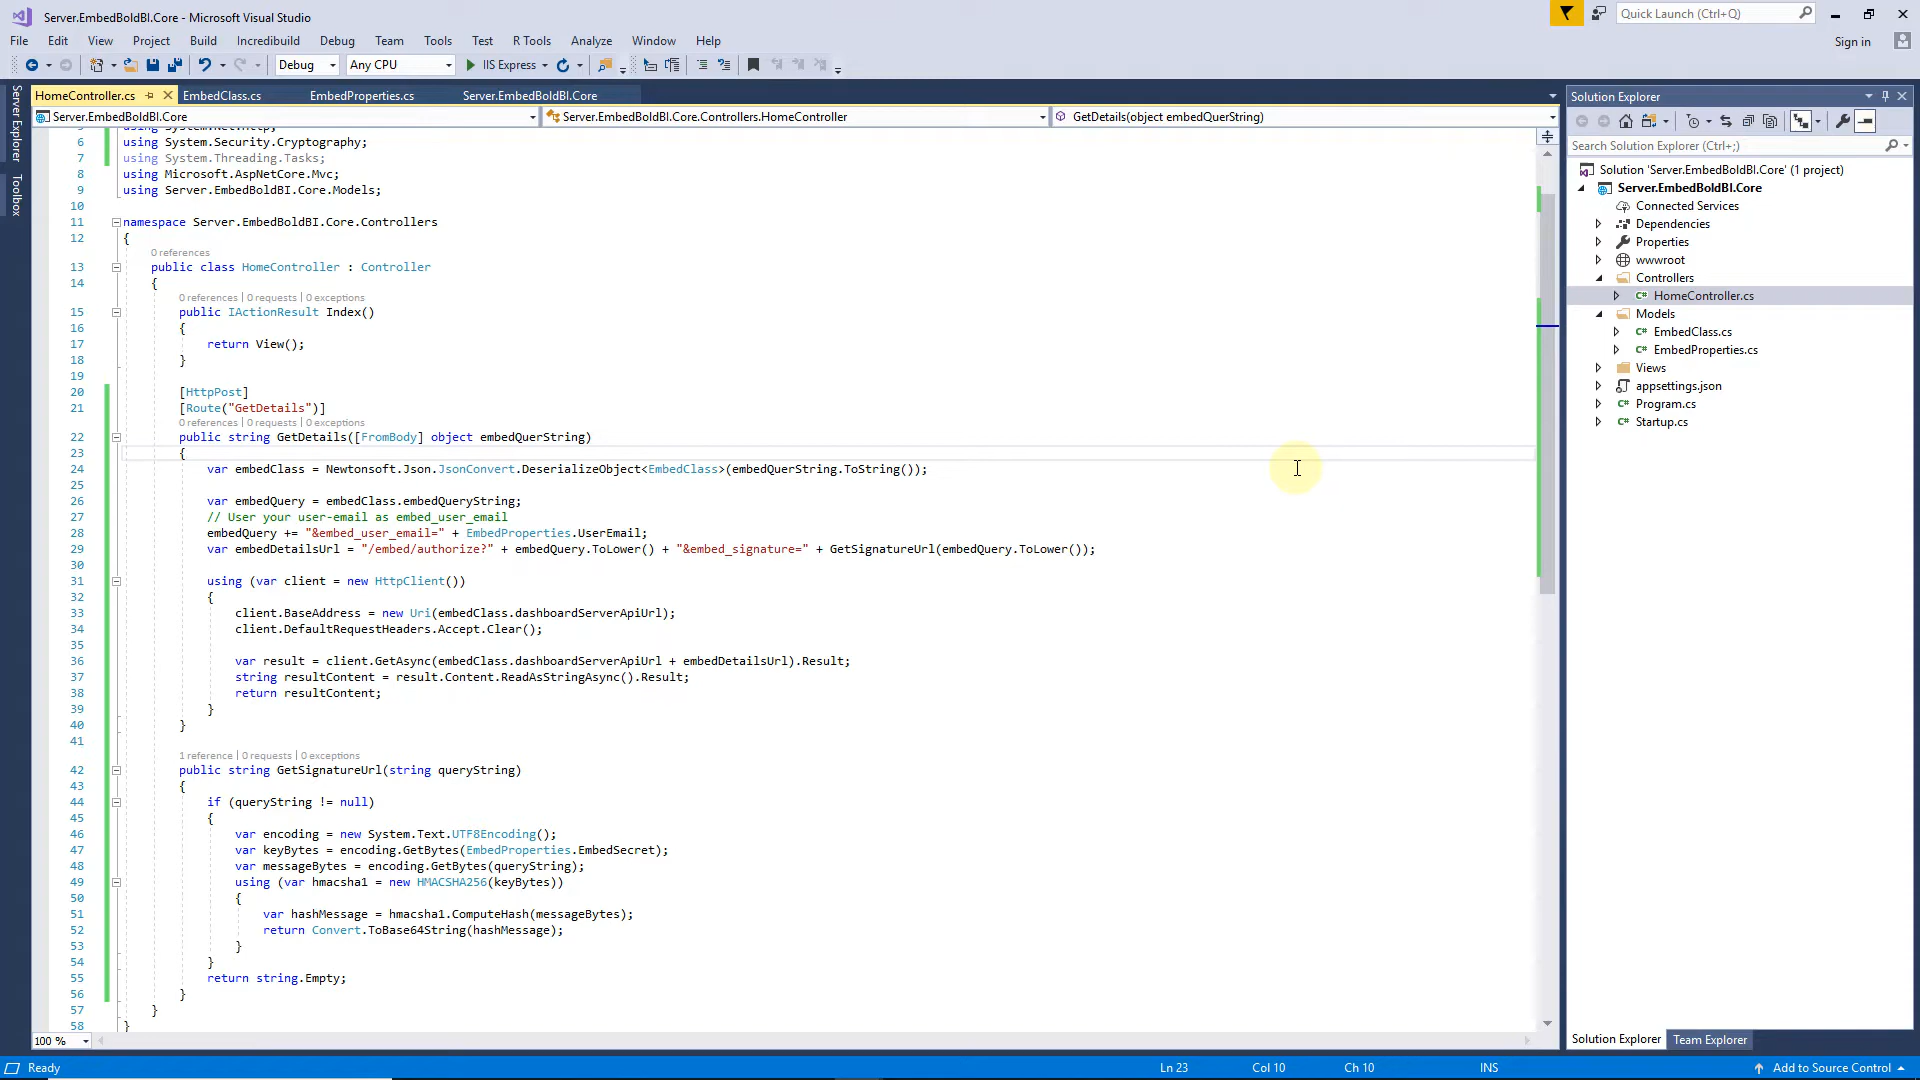 Server.EmbedBoldBI.Core - Microsoft Visual Studio
Quick Launch (Ctrl+Q)
File Edit View Project Build Incredibuild Debug Team Tools Test R Tools Analyze Window Help
Sign in
Debug Any CPU IIS Express
HomeController.cs EmbedClass.cs EmbedProperties.cs Server.EmbedBoldBI.Core
Server.EmbedBoldBI.Core Server.EmbedBoldBI.Core.Controllers.HomeController GetDetails(object embedQuerString)
Server Explorer
Toolbox
5 using System.Net.Http;
6 using System.Security.Cryptography;
7 using System.Threading.Tasks;
8 using Microsoft.AspNetCore.Mvc;
9 using Server.EmbedBoldBI.Core.Models;
10
11 namespace Server.EmbedBoldBI.Core.Controllers
12 {
0 references
13 public class HomeController : Controller
14 {
0 references | 0 requests | 0 exceptions
15 public IActionResult Index()
16 {
17 return View();
18 }
19
20 [HttpPost]
21 [Route("GetDetails")]
0 references | 0 requests | 0 exceptions
22 public string GetDetails([FromBody] object embedQuerString)
23 {
24 var embedClass = Newtonsoft.Json.JsonConvert.DeserializeObject<EmbedClass>(embedQuerString.ToString());
25
26 var embedQuery = embedClass.embedQueryString;
27 // User your user-email as embed_user_email
28 embedQuery += "&embed_user_email=" + EmbedProperties.UserEmail;
29 var embedDetailsUrl = "/embed/authorize?" + embedQuery.ToLower() + "&embed_signature=" + GetSignatureUrl(embedQuery.ToLower());
30
31 using (var client = new HttpClient())
32 {
33 client.BaseAddress = new Uri(embedClass.dashboardServerApiUrl);
34 client.DefaultRequestHeaders.Accept.Clear();
35
36 var result = client.GetAsync(embedClass.dashboardServerApiUrl + embedDetailsUrl).Result;
37 string resultContent = result.Content.ReadAsStringAsync().Result;
38 return resultContent;
39 }
40 }
41
1 reference | 0 requests | 0 exceptions
42 public string GetSignatureUrl(string queryString)
43 {
44 if (queryString != null)
45 {
46 var encoding = new System.Text.UTF8Encoding();
47 var keyBytes = encoding.GetBytes(EmbedProperties.EmbedSecret);
48 var messageBytes = encoding.GetBytes(queryString);
49 using (var hmacsha1 = new HMACSHA256(keyBytes))
50 {
51 var hashMessage = hmacsha1.ComputeHash(messageBytes);
52 return Convert.ToBase64String(hashMessage);
53 }
54 }
55 return string.Empty;
56 }
57 }
58 }
100 %
Solution Explorer
Search Solution Explorer (Ctrl+;)
Solution 'Server.EmbedBoldBI.Core' (1 project)
Server.EmbedBoldBI.Core
Connected Services
Dependencies
Properties
wwwroot
Controllers
C# HomeController.cs
Models
C# EmbedClass.cs
C# EmbedProperties.cs
Views
appsettings.json
C# Program.cs
C# Startup.cs
Solution Explorer Team Explorer
Ready Ln 23 Col 10 Ch 10 INS Add to Source Control